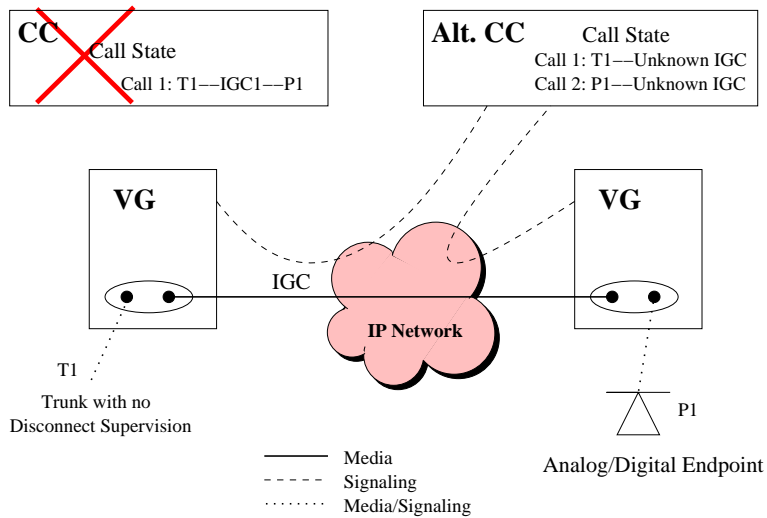 CC
Call State
Call 1: T1−−IGC1−−P1
Alt. CC
Call State
Call 1: T1−−Unknown IGC
Call 2: P1−−Unknown IGC
VG
VG
IGC
IP Network
T1
Trunk with no
Disconnect Supervision
P1
Analog/Digital Endpoint
Media
Signaling
Media/Signaling